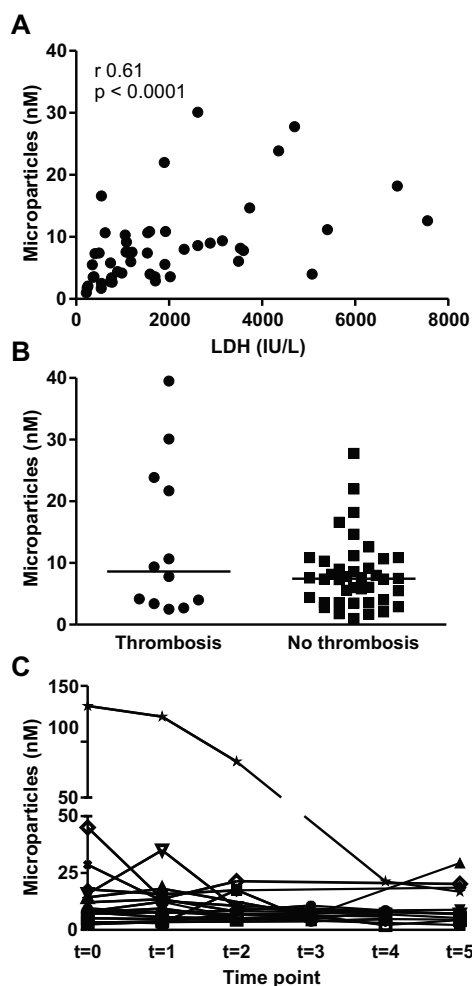 A
r 0.61
p < 0.0001
Microparticles (nM)
40
30
20
10
0
0 2000 4000 6000 8000
LDH (IU/L)
B
Microparticles (nM)
40
30
20
10
0
Thrombosis No thrombosis
C
Microparticles (nM)
150
100
50
50
25
0
t=0 t=1 t=2 t=3 t=4 t=5
Time point